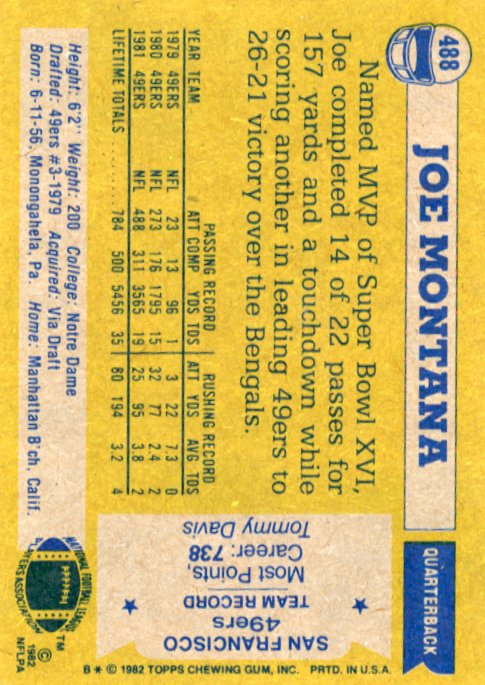 488
JOE MONTANA
QUARTERBACK
Named MVP of Super Bowl XVI,
Joe completed 14 of 22 passes for
157 yards and a touchdown while
scoring another in leading 49ers to
26-21 victory over the Bengals.
PASSING RECORD RUSHING RECORD
YEAR TEAM ATT COMP YDS TDS ATT YDS AVG TDS
1979 49ERS NFL 23 13 96 1 3 22 7.3 0
1980 49ERS NFL 273 176 1795 15 32 77 2.4 2
1981 49ERS NFL 488 311 3565 19 25 95 3.8 2
LIFETIME TOTALS .......... 784 500 5456 35 60 194 3.2 4
Height: 6'2" Weight: 200 College: Notre Dame
Drafted: 49ers #3-1979 Acquired: Via Draft
Born: 6-11-56, Monongahela, Pa. Home: Manhattan B'ch, Calif.
SAN FRANCISCO
49ers
TEAM RECORD
Most Points,
Career: 738
Tommy Davis
NATIONAL FOOTBALL LEAGUE
PLAYERS ASSOCIATION
TM
© 1982
NFLPA
B * © 1982 TOPPS CHEWING GUM, INC. PRTD. IN U.S.A.